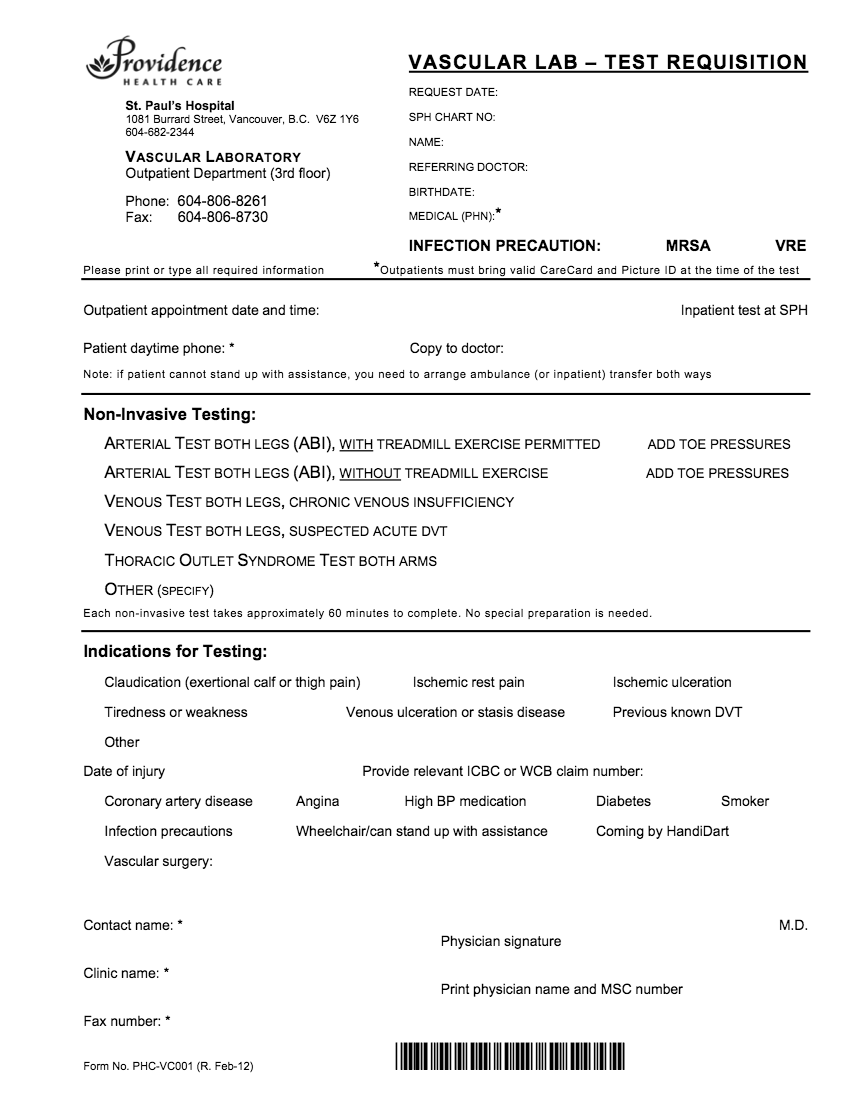 Providence
HEALTH CARE
VASCULAR LAB – TEST REQUISITION
St. Paul's Hospital
1081 Burrard Street, Vancouver, B.C. V6Z 1Y6
604-682-2344
VASCULAR LABORATORY
Outpatient Department (3rd floor)
Phone: 604-806-8261
Fax: 604-806-8730
REQUEST DATE:
SPH CHART NO:
NAME:
REFERRING DOCTOR:
BIRTHDATE:
MEDICAL (PHN):*
INFECTION PRECAUTION: MRSA VRE
Please print or type all required information *Outpatients must bring valid CareCard and Picture ID at the time of the test
Outpatient appointment date and time: Inpatient test at SPH
Patient daytime phone: * Copy to doctor:
Note: if patient cannot stand up with assistance, you need to arrange ambulance (or inpatient) transfer both ways
Non-Invasive Testing:
ARTERIAL TEST BOTH LEGS (ABI), WITH TREADMILL EXERCISE PERMITTED ADD TOE PRESSURES
ARTERIAL TEST BOTH LEGS (ABI), WITHOUT TREADMILL EXERCISE ADD TOE PRESSURES
VENOUS TEST BOTH LEGS, CHRONIC VENOUS INSUFFICIENCY
VENOUS TEST BOTH LEGS, SUSPECTED ACUTE DVT
THORACIC OUTLET SYNDROME TEST BOTH ARMS
OTHER (SPECIFY)
Each non-invasive test takes approximately 60 minutes to complete. No special preparation is needed.
Indications for Testing:
Claudication (exertional calf or thigh pain) Ischemic rest pain Ischemic ulceration
Tiredness or weakness Venous ulceration or stasis disease Previous known DVT
Other
Date of injury Provide relevant ICBC or WCB claim number:
Coronary artery disease Angina High BP medication Diabetes Smoker
Infection precautions Wheelchair/can stand up with assistance Coming by HandiDart
Vascular surgery:
Contact name: * M.D.
Physician signature
Clinic name: *
Print physician name and MSC number
Fax number: *
Form No. PHC-VC001 (R. Feb-12)